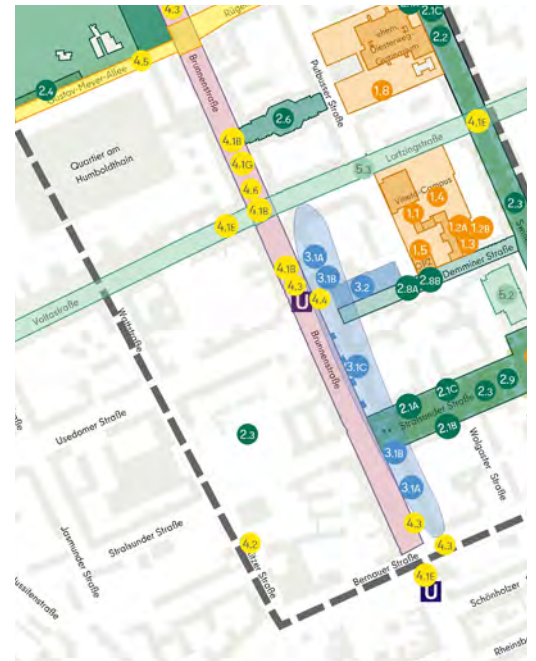 4.3
Rüge
2.1C
2.2
ehem.
Diesterweg-
Gymnasium
4.5
Gustav-Meyer-Allee
2.4
Brunnenstraße
Putbusser Straße
1.8
2.6
4.1E
4.1B
Lortzingstraße
Quartier am
Humboldthain
4.1G
5.3
4.6
Vineta-Campus
1.4
4.1B
1.1
2.3
4.1E
1.2A
1.2B
3.1A
1.5
1.3
4.1B
3.1B
Demminer Straße
4.3
3.2
2.8A
2.8B
4.4
U
5.2
Voltastraße
Wattstraße
Brunnenstraße
3.1C
2.9
2.3
2.1C
2.1A
Stralsunder Straße
Usedomer Straße
2.3
2.1B
Wolgaster Straße
3.1B
3.1A
Stralsunder Straße
4.3
Jasmunder Straße
4.2
4.3
Bernauer Straße
4.1E
U
Schönholzer
Rheinsb